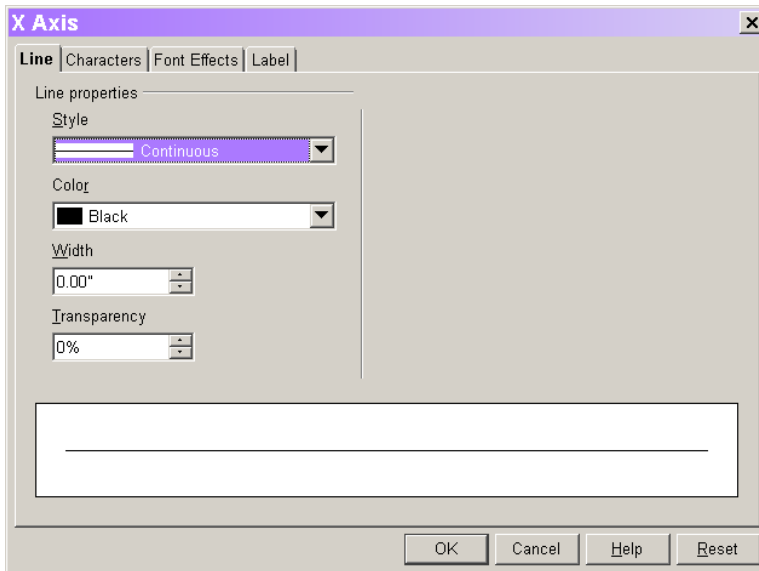 X Axis
Line Characters Font Effects Label
Line properties
Style
Continuous
Color
Black
Width
0.00"
Transparency
0%
OK Cancel Help Reset